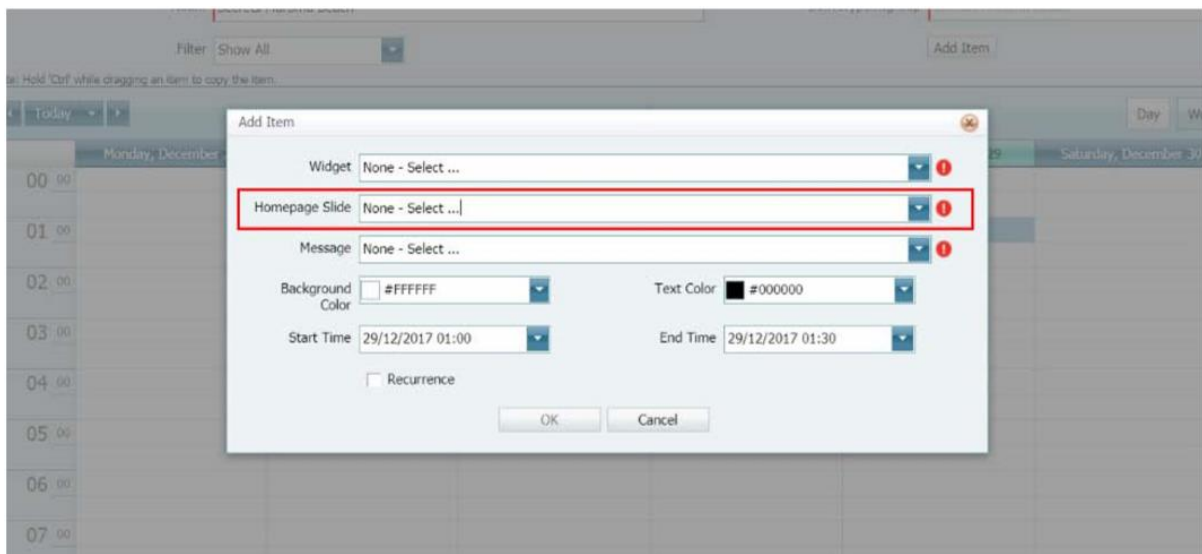 Filter Show All
Add Item
Hold 'Ctrl' while dragging an item to copy the item.
Today
Day
Add Item
Monday, December
29
Saturday, December 30
Widget None - Select ...
Homepage Slide None - Select ...
Message None - Select ...
Background Color #FFFFFF Text Color #000000
Start Time 29/12/2017 01:00 End Time 29/12/2017 01:30
Recurrence
OK Cancel
00 00
01 00
02 00
03 00
04 00
05 00
06 00
07 00